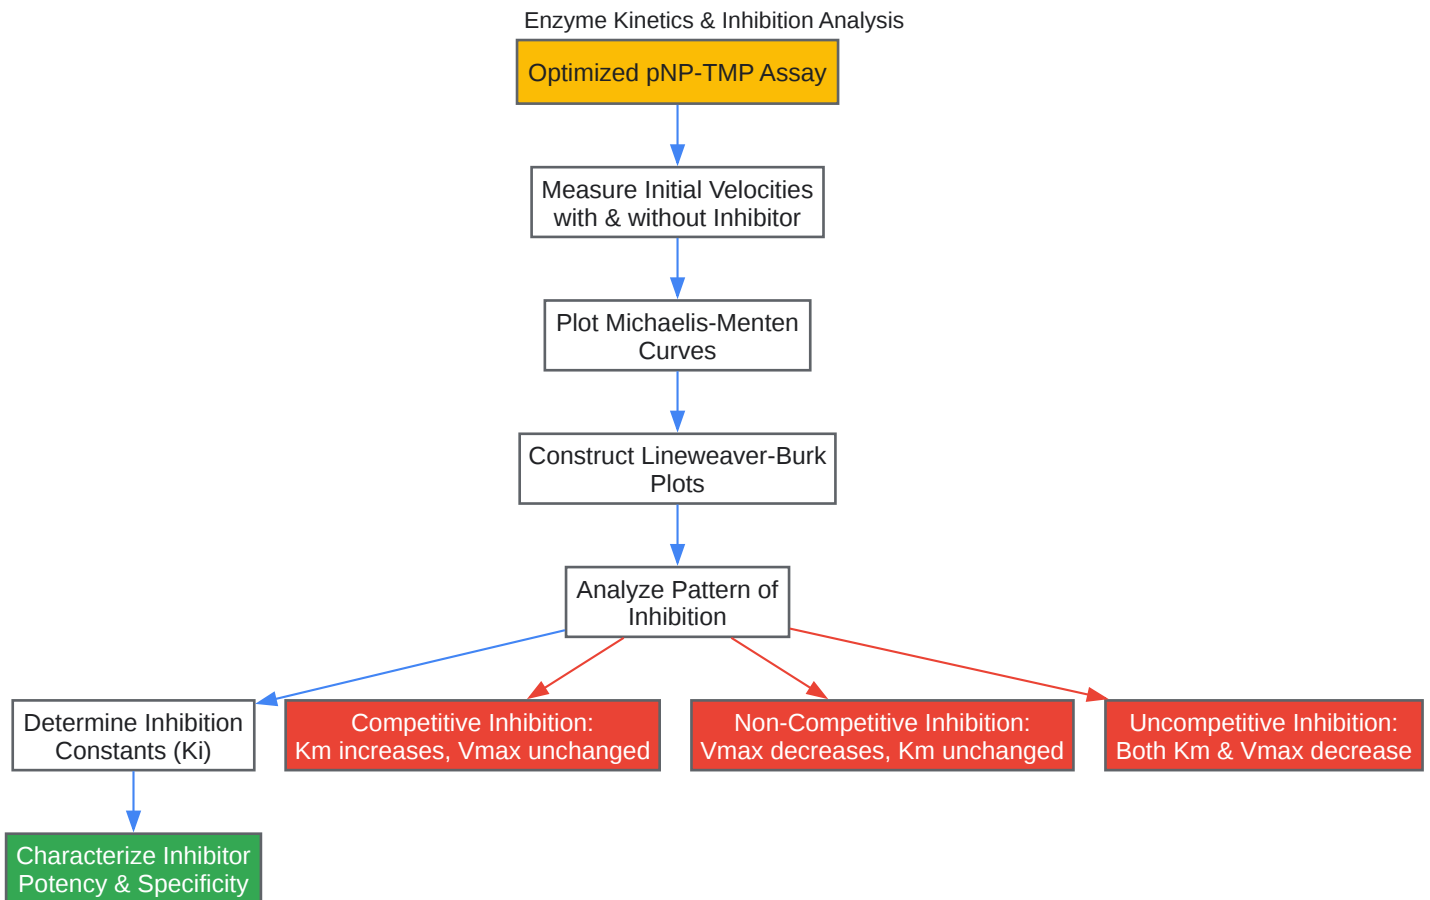 Enzyme Kinetics & Inhibition Analysis
Optimized pNP-TMP Assay
Measure Initial Velocities
with & without Inhibitor
Plot Michaelis-Menten
Curves
Construct Lineweaver-Burk
Plots
Analyze Pattern of
Inhibition
Determine Inhibition
Constants (Ki)
Competitive Inhibition:
Km increases, Vmax unchanged
Non-Competitive Inhibition:
Vmax decreases, Km unchanged
Uncompetitive Inhibition:
Both Km & Vmax decrease
Characterize Inhibitor
Potency & Specificity